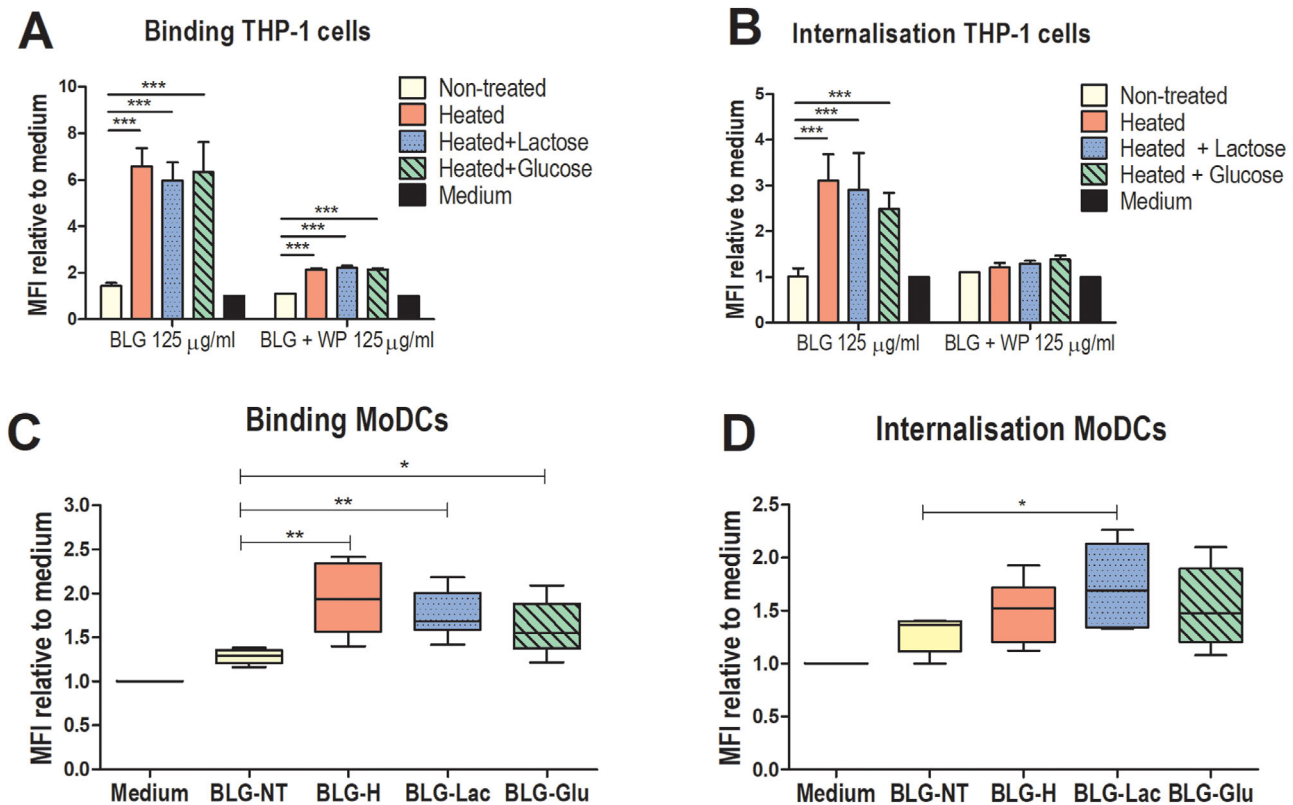 A
Binding THP-1 cells
MFI relative to medium
10
8
6
4
2
0
***
***
***
***
***
***
BLG 125 μg/ml
BLG + WP 125 μg/ml
Non-treated
Heated
Heated+Lactose
Heated+Glucose
Medium
B
Internalisation THP-1 cells
MFI relative to medium
5
4
3
2
1
0
***
***
***
BLG 125 μg/ml
BLG + WP 125 μg/ml
Non-treated
Heated
Heated + Lactose
Heated + Glucose
Medium
C
Binding MoDCs
MFI relative to medium
3.0
2.5
2.0
1.5
1.0
0.5
0.0
*
**
**
Medium BLG-NT BLG-H BLG-Lac BLG-Glu
D
Internalisation MoDCs
MFI relative to medium
2.5
2.0
1.5
1.0
0.5
0.0
*
Medium BLG-NT BLG-H BLG-Lac BLG-Glu